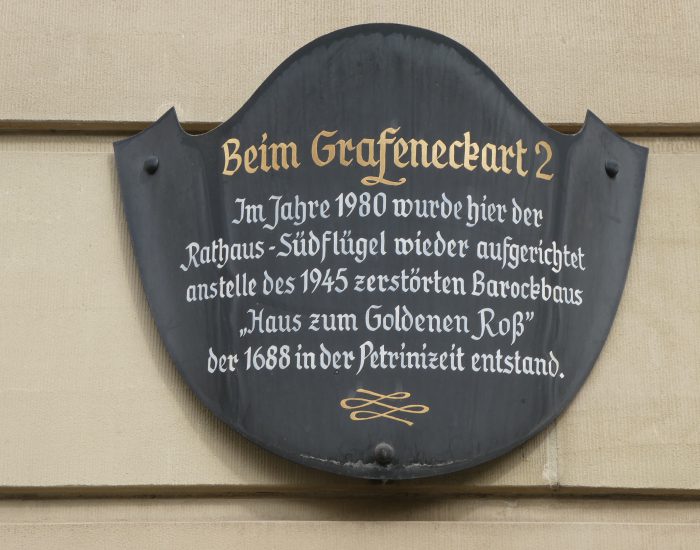 Beim Grafeneckart 2
Im Jahre 1980 wurde hier der
Rathaus-Südflügel wieder aufgerichtet
anstelle des 1945 zerstörten Barockbaus
„Haus zum Goldenen Roß”
der 1688 in der Petrinizeit entstand.